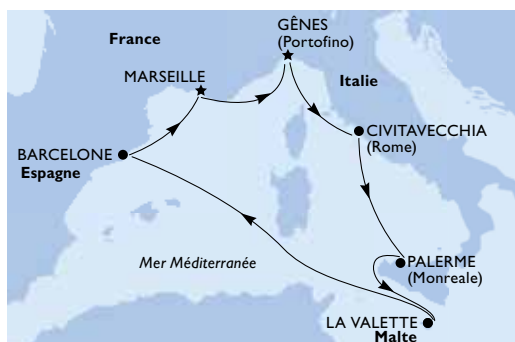 GÊNES
(Portofino)
France
MARSEILLE
Italie
CIVITAVECCHIA
(Rome)
BARCELONE
Espagne
Mer Méditerranée
PALERME
(Monreale)
LA VALETTE
Malte